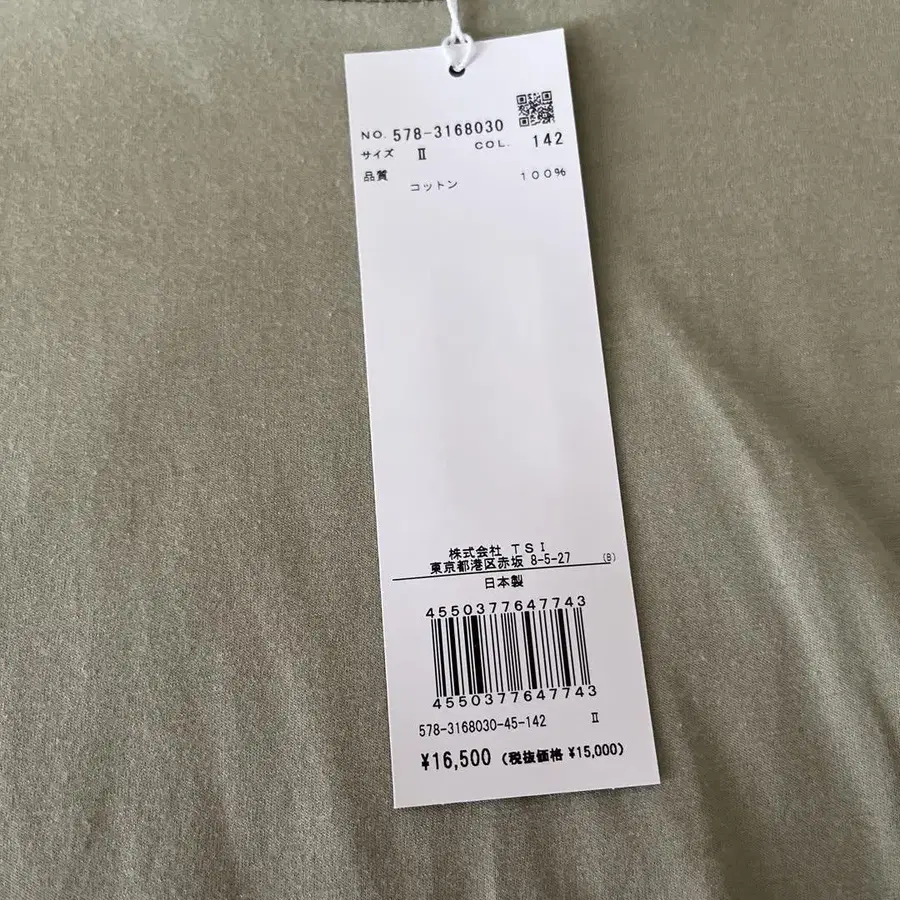 NO. 578-3168030
サイズ Ⅱ COL. 142
品質 コットン 100%
株式会社 TSI
東京都港区赤坂 8-5-27 (B)
日本製
4550377647743
4550377647743
578-3168030-45-142 Ⅱ
¥16,500 (税抜価格 ¥15,000)